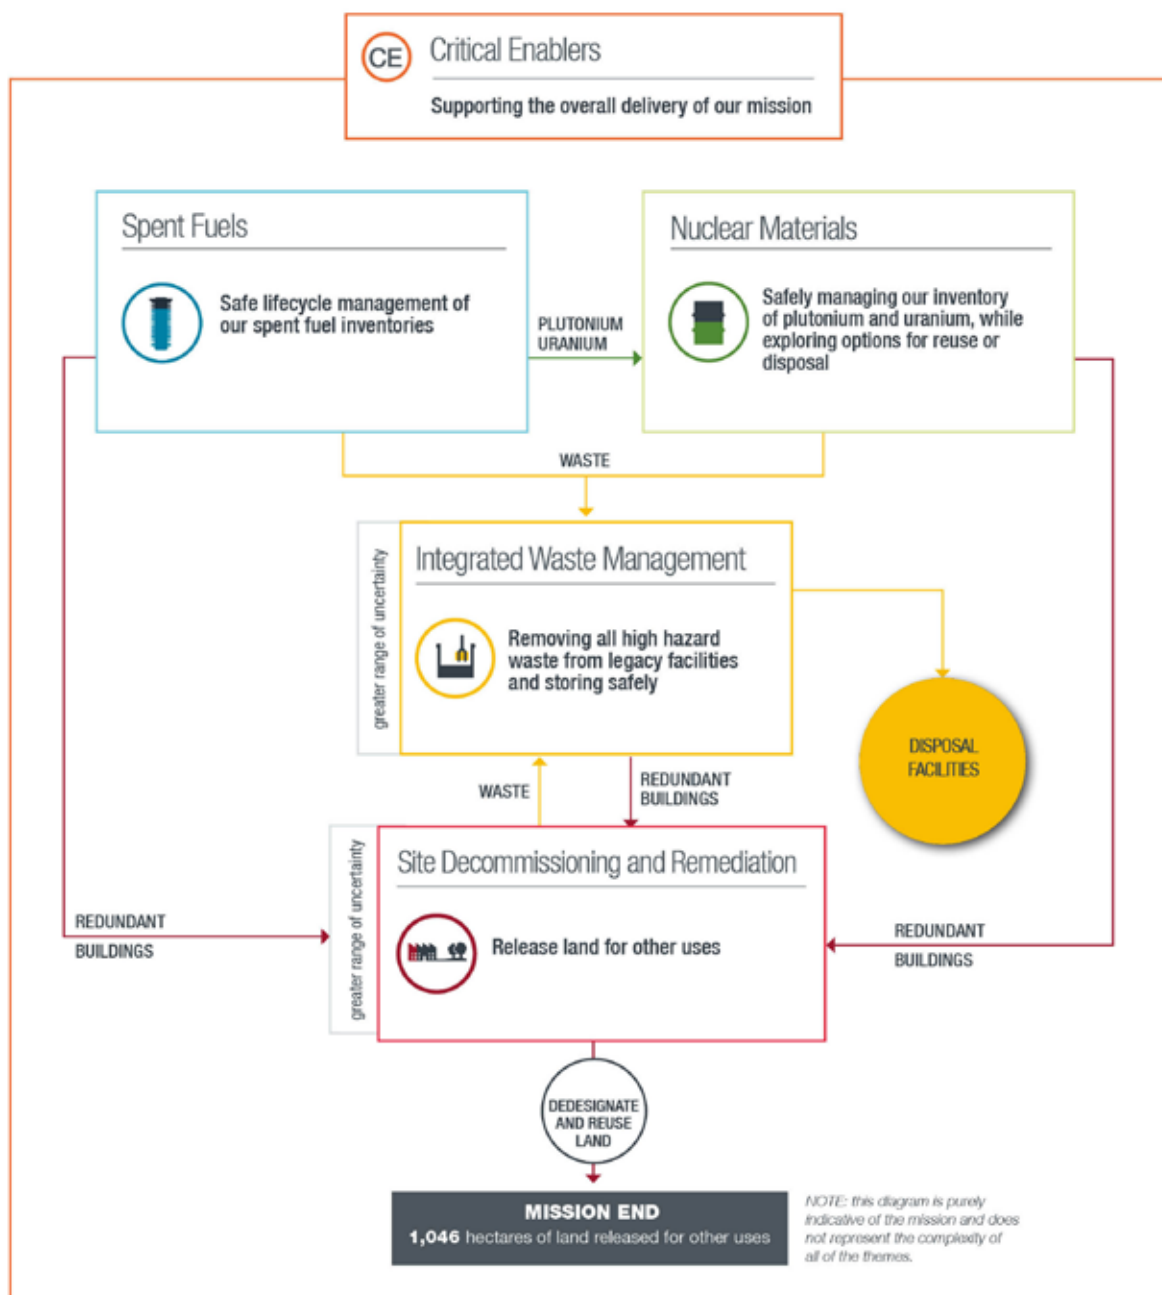 CE
Critical Enablers
Supporting the overall delivery of our mission
Spent Fuels
Safe lifecycle management of
our spent fuel inventories
PLUTONIUM
URANIUM
Nuclear Materials
Safely managing our inventory
of plutonium and uranium, while
exploring options for reuse or
disposal
WASTE
greater range of uncertainty
Integrated Waste Management
Removing all high hazard
waste from legacy facilities
and storing safely
DISPOSAL
FACILITIES
WASTE
REDUNDANT
BUILDINGS
greater range of uncertainty
Site Decommissioning and Remediation
Release land for other uses
REDUNDANT
BUILDINGS
REDUNDANT
BUILDINGS
DEDESIGNATE
AND REUSE
LAND
MISSION END
1,046 hectares of land released for other uses
NOTE: this diagram is purely
indicative of the mission and does
not represent the complexity of
all of the themes.